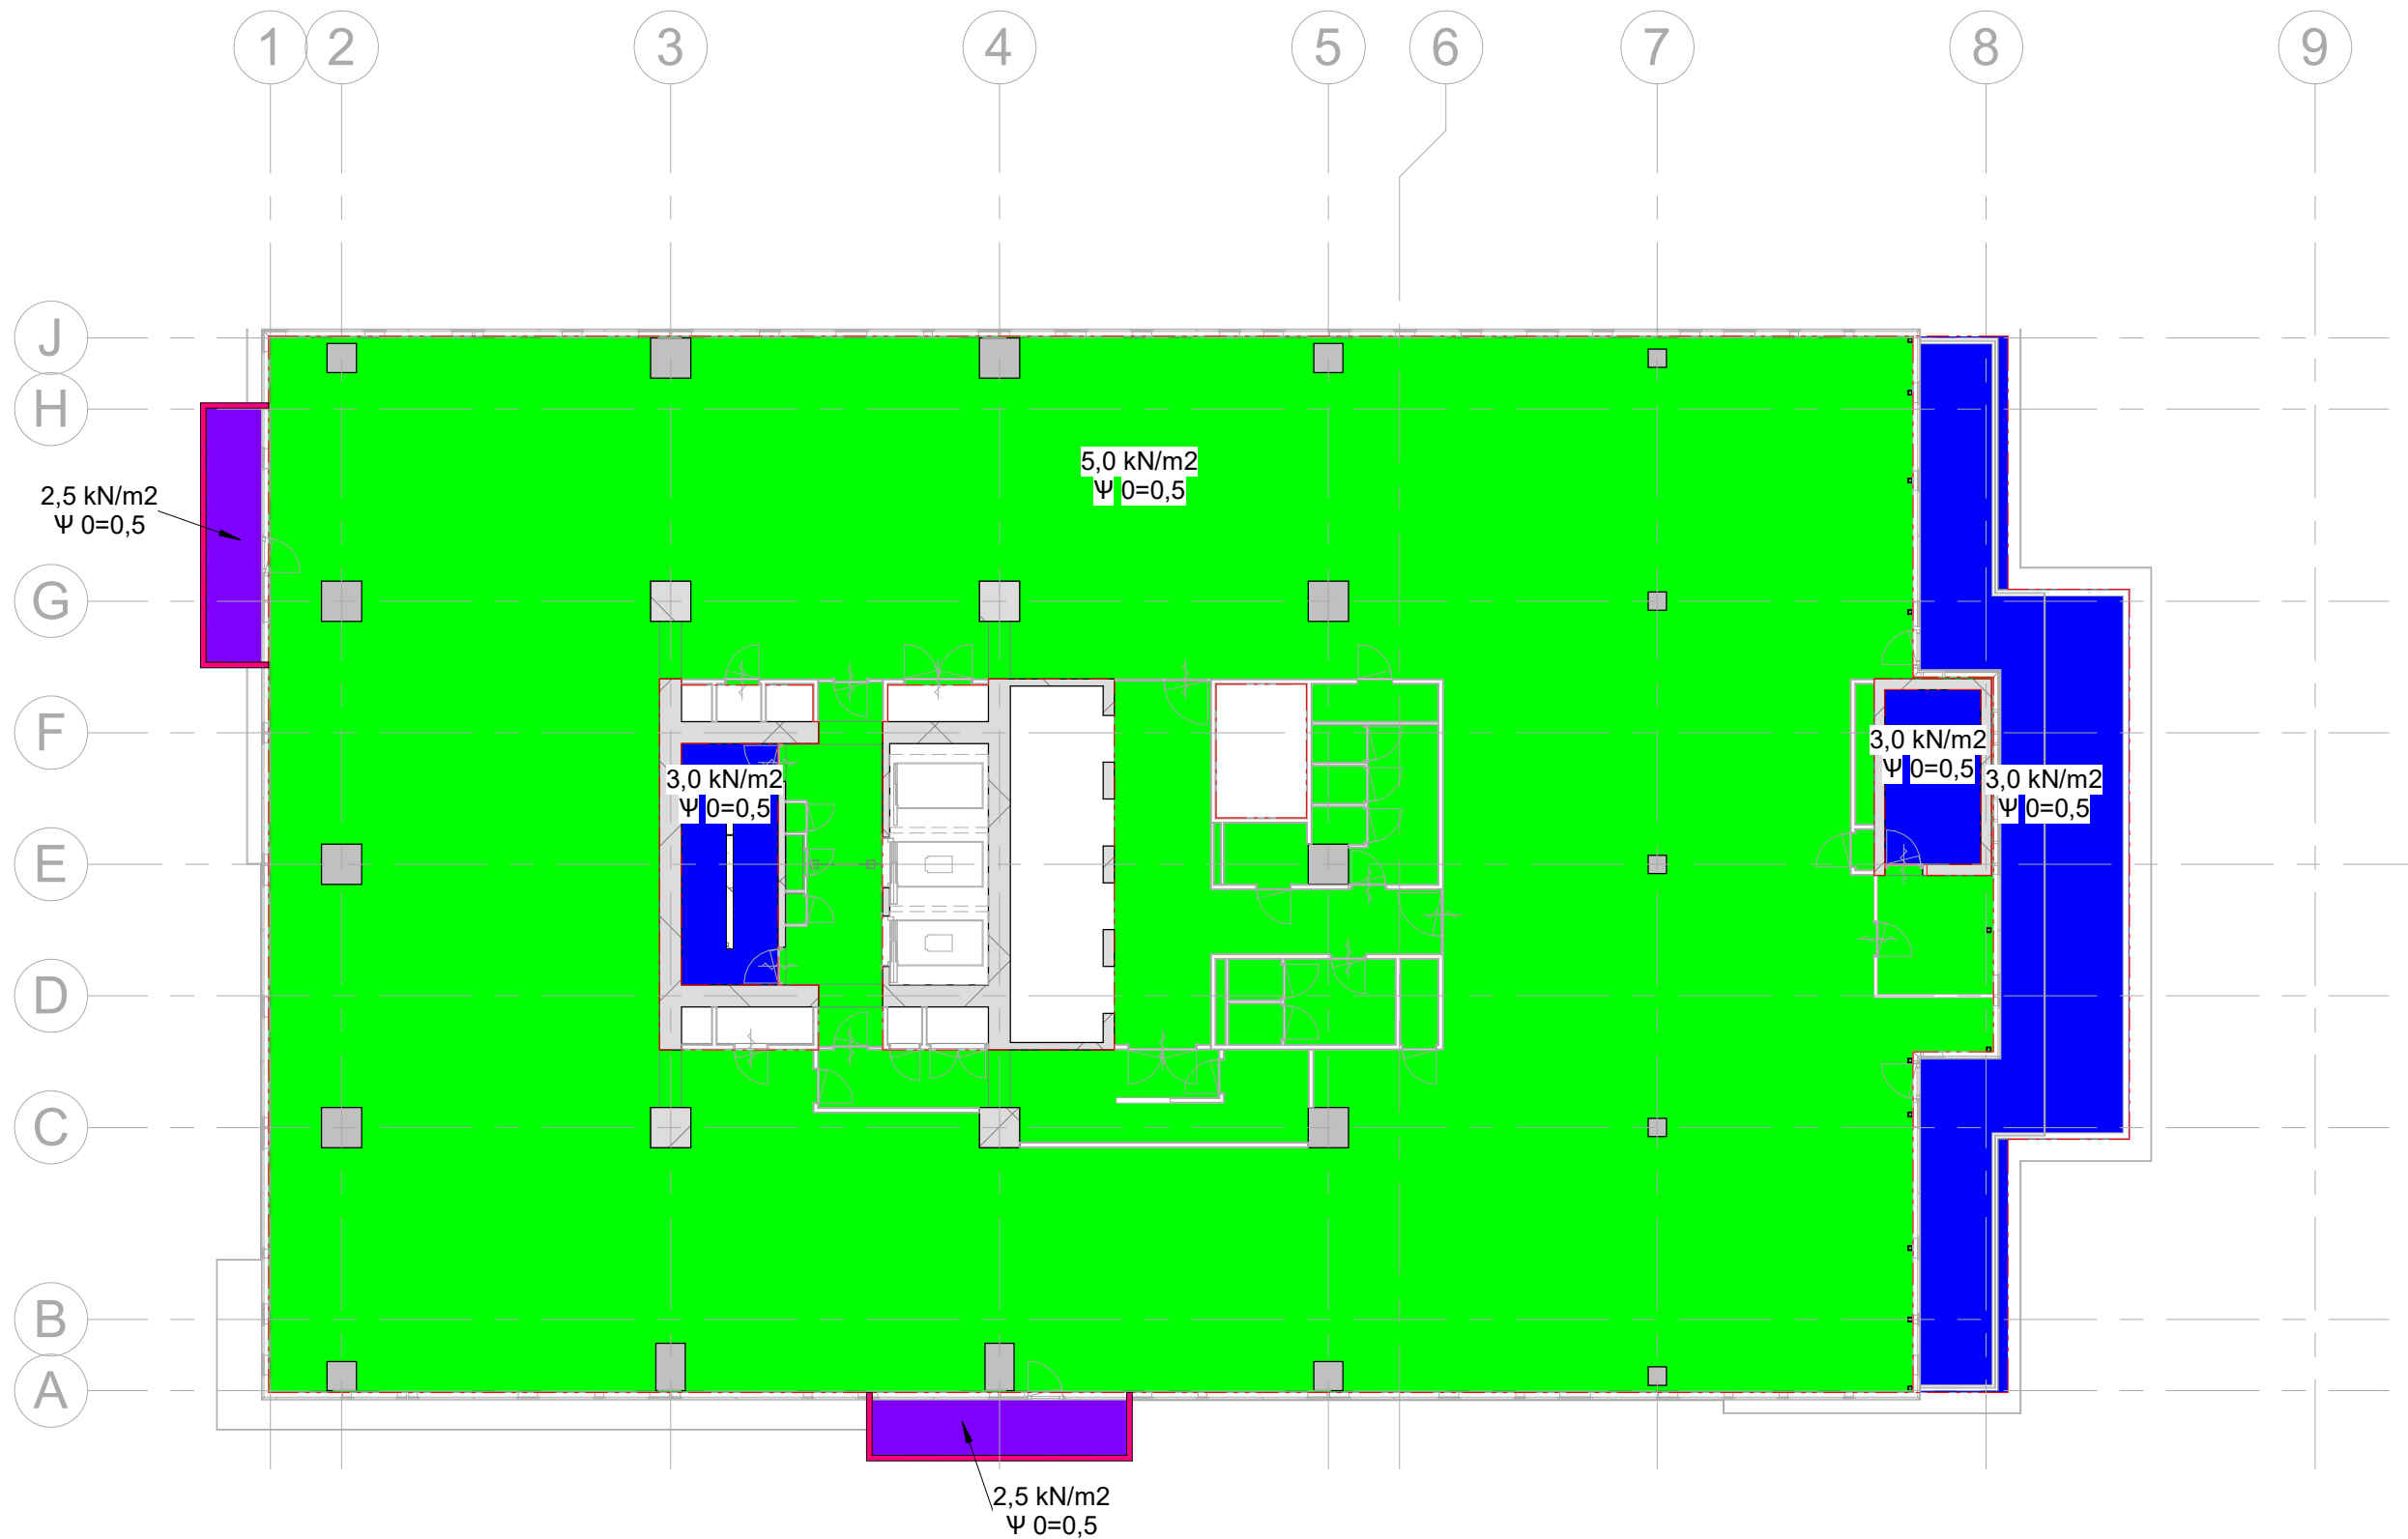 1 2 3 4 5 6 7 8 9
J
H
5,0 kN/m2
Ψ 0=0,5
2,5 kN/m2
Ψ 0=0,5
G
F
3,0 kN/m2
Ψ 0=0,5
3,0 kN/m2
Ψ 0=0,5
3,0 kN/m2
Ψ 0=0,5
E
D
C
B
A
2,5 kN/m2
Ψ 0=0,5